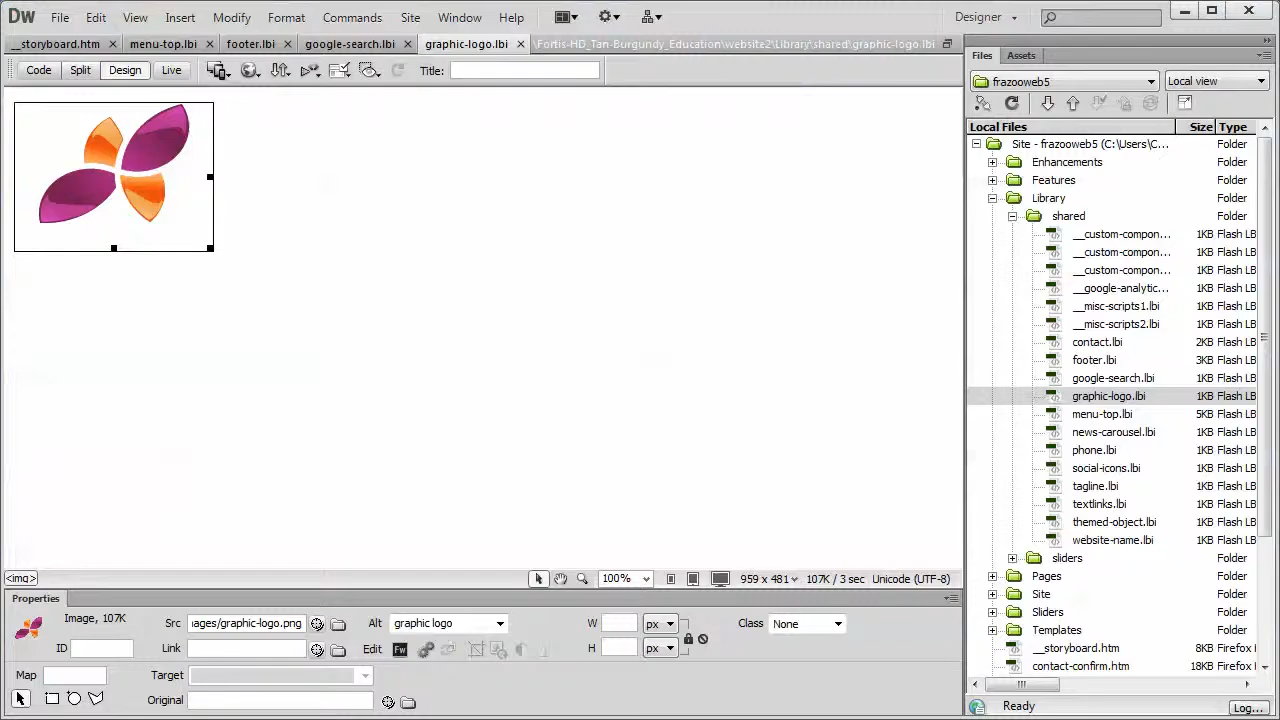 Dw File Edit View Insert Modify Format Commands Site Window Help Designer
__storyboard.htm menu-top.lbi footer.lbi google-search.lbi graphic-logo.lbi \Fortis-HD_Tan-Burgundy_Education\website2\Library\shared\graphic-logo.lbi
Code Split Design Live Title:
Files Assets
frazooweb5 Local view
Local Files Size Type
Site - frazooweb5 (C:\Users\C... Folder
Enhancements Folder
Features Folder
Library Folder
shared Folder
__custom-compon... 1KB Flash LB
__custom-compon... 1KB Flash LB
__custom-compon... 1KB Flash LB
__google-analytic... 1KB Flash LB
__misc-scripts1.lbi 1KB Flash LB
__misc-scripts2.lbi 1KB Flash LB
contact.lbi 2KB Flash LB
footer.lbi 3KB Flash LB
google-search.lbi 1KB Flash LB
graphic-logo.lbi 1KB Flash LB
menu-top.lbi 5KB Flash LB
news-carousel.lbi 1KB Flash LB
phone.lbi 1KB Flash LB
social-icons.lbi 1KB Flash LB
tagline.lbi 1KB Flash LB
textlinks.lbi 1KB Flash LB
themed-object.lbi 1KB Flash LB
website-name.lbi 1KB Flash LB
sliders Folder
Pages Folder
Site Folder
Sliders Folder
Templates Folder
__storyboard.htm 8KB Firefox
contact-confirm.htm 18KB Firefox
Ready Log...
<img> 100% 959 x 481 107K / 3 sec Unicode (UTF-8)
Properties
Image, 107K Src ages/graphic-logo.png Alt graphic logo W px Class None
ID Link Edit Fw H px
Map Target
Original